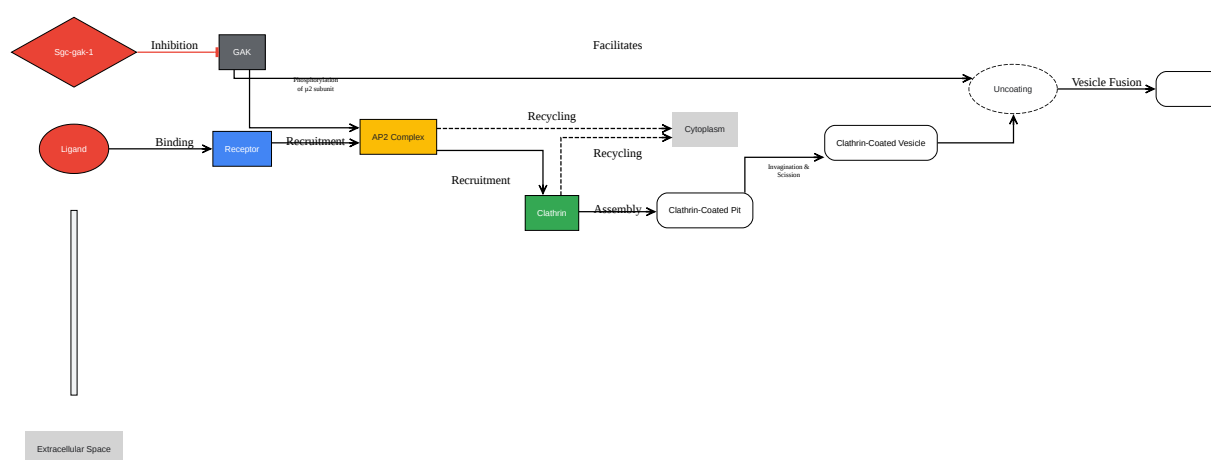 Sgc-gak-1
Inhibition
GAK
Facilitates
Phosphorylation
of μ2 subunit
Uncoating
Vesicle Fusion
Ligand
Binding
Receptor
Recruitment
AP2 Complex
Recycling
Cytoplasm
Recycling
Clathrin-Coated Vesicle
Invagination &
Scission
Recruitment
Clathrin
Assembly
Clathrin-Coated Pit
Extracellular Space